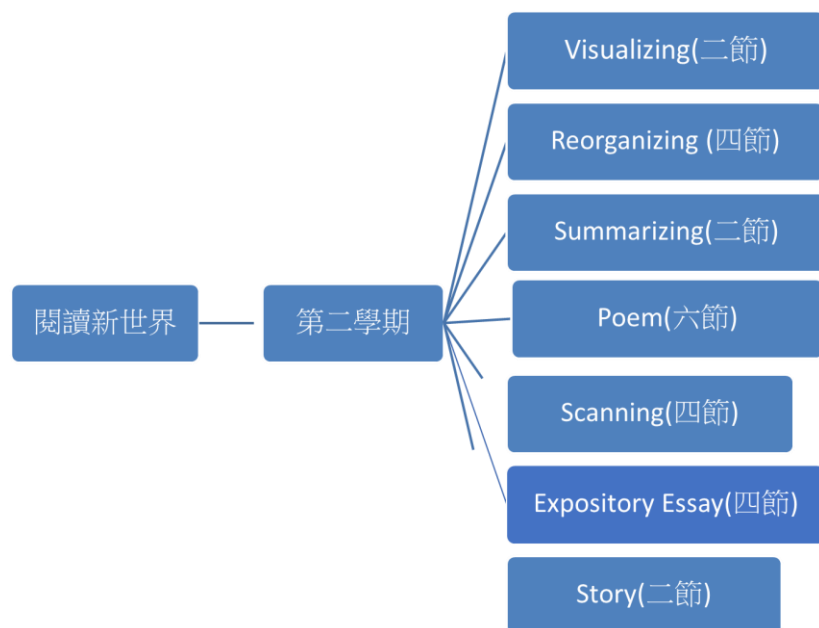 閱讀新世界
第二學期
Visualizing(二節)
Reorganizing (四節)
Summarizing(二節)
Poem(六節)
Scanning(四節)
Expository Essay(四節)
Story(二節)